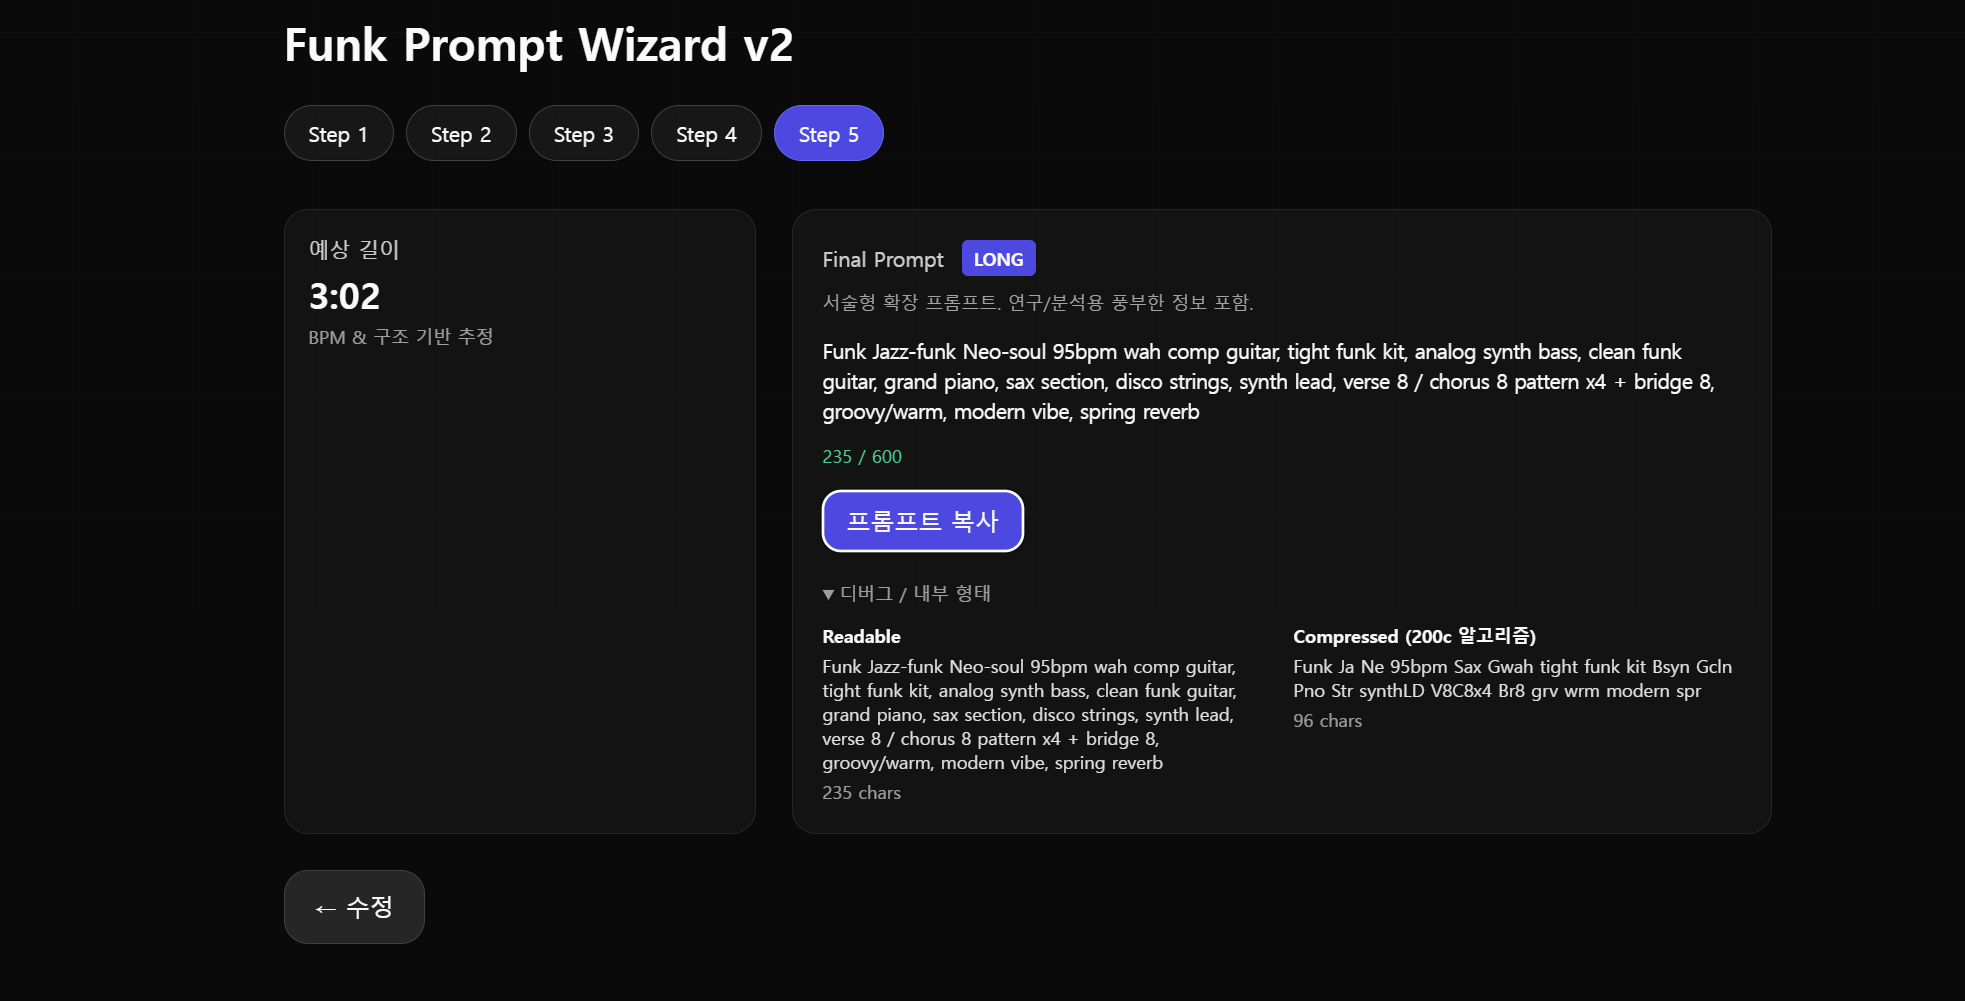 Funk Prompt Wizard v2
Step 1
Step 2
Step 3
Step 4
Step 5
예상 길이
3:02
BPM & 구조 기반 추정
Final Prompt LONG
서술형 확장 프롬프트. 연구/분석용 풍부한 정보 포함.
Funk Jazz-funk Neo-soul 95bpm wah comp guitar, tight funk kit, analog synth bass, clean funk
guitar, grand piano, sax section, disco strings, synth lead, verse 8 / chorus 8 pattern x4 + bridge 8,
groovy/warm, modern vibe, spring reverb
235 / 600
프롬프트 복사
▼ 디버그 / 내부 형태
Readable
Funk Jazz-funk Neo-soul 95bpm wah comp guitar,
tight funk kit, analog synth bass, clean funk guitar,
grand piano, sax section, disco strings, synth lead,
verse 8 / chorus 8 pattern x4 + bridge 8,
groovy/warm, modern vibe, spring reverb
235 chars
Compressed (200c 알고리즘)
Funk Ja Ne 95bpm Sax Gwah tight funk kit Bsyn Gcln
Pno Str synthLD V8C8x4 Br8 grv wrm modern spr
96 chars
← 수정